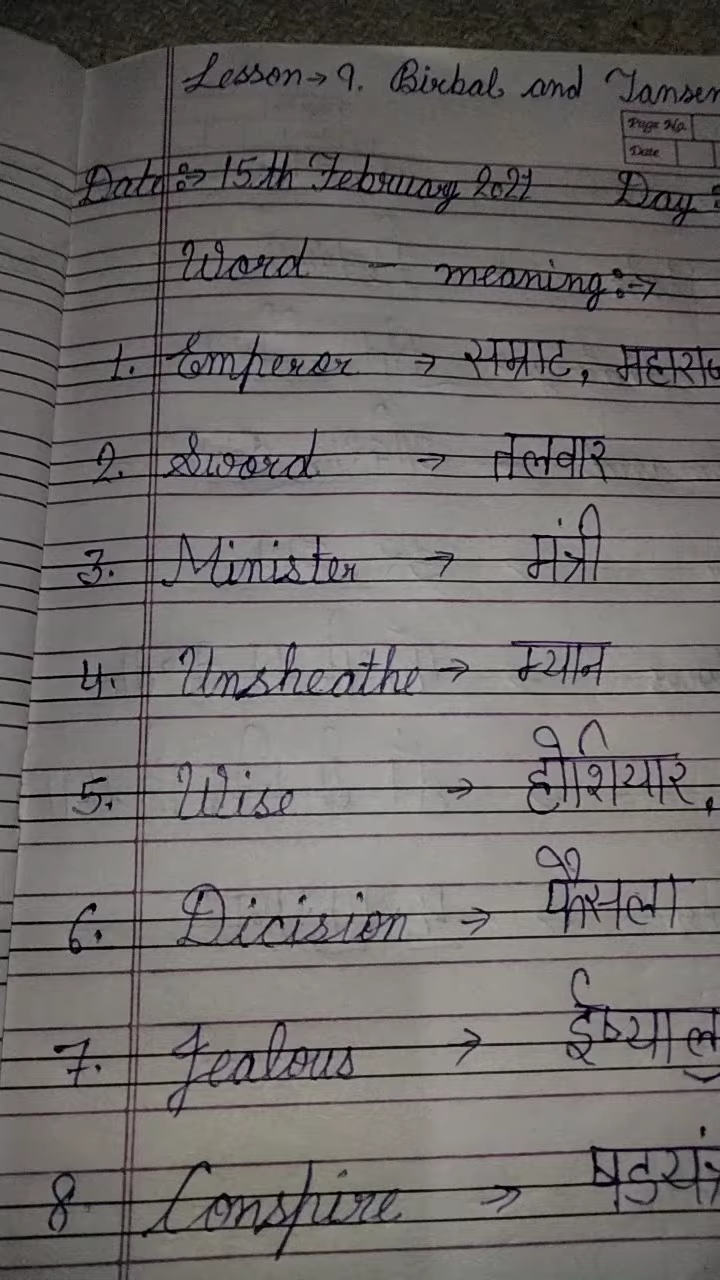 Lesson→9. Birbal and Tansen
Page No.
Date
Date:→ 15th February 2021 Day:
Word - meaning:→
1. Emperor → सम्राट, महाराज
2. Sword → तलवार
3. Minister → मंत्री
4. Unsheathe → म्यान
5. Wise → होशियार,
6. Dicision → फैसला
7. Jealous → ईष्यालु
8. Conspire → षडयंत्र